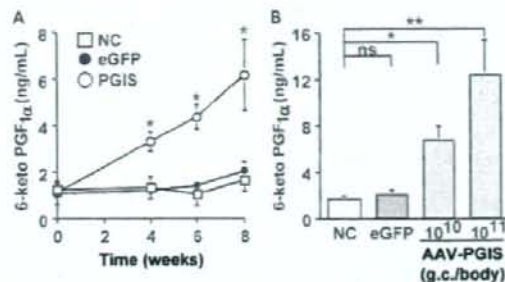 A
NC
eGFP
PGIS
6-keto PGF1α (ng/mL)
8
6
4
2
0
*
*
*
0
4
6
8
Time (weeks)
B
6-keto PGF1α (ng/mL)
16
12
8
4
0
**
*
ns
NC
eGFP
10^10
10^11
AAV-PGIS
(g.c./body)